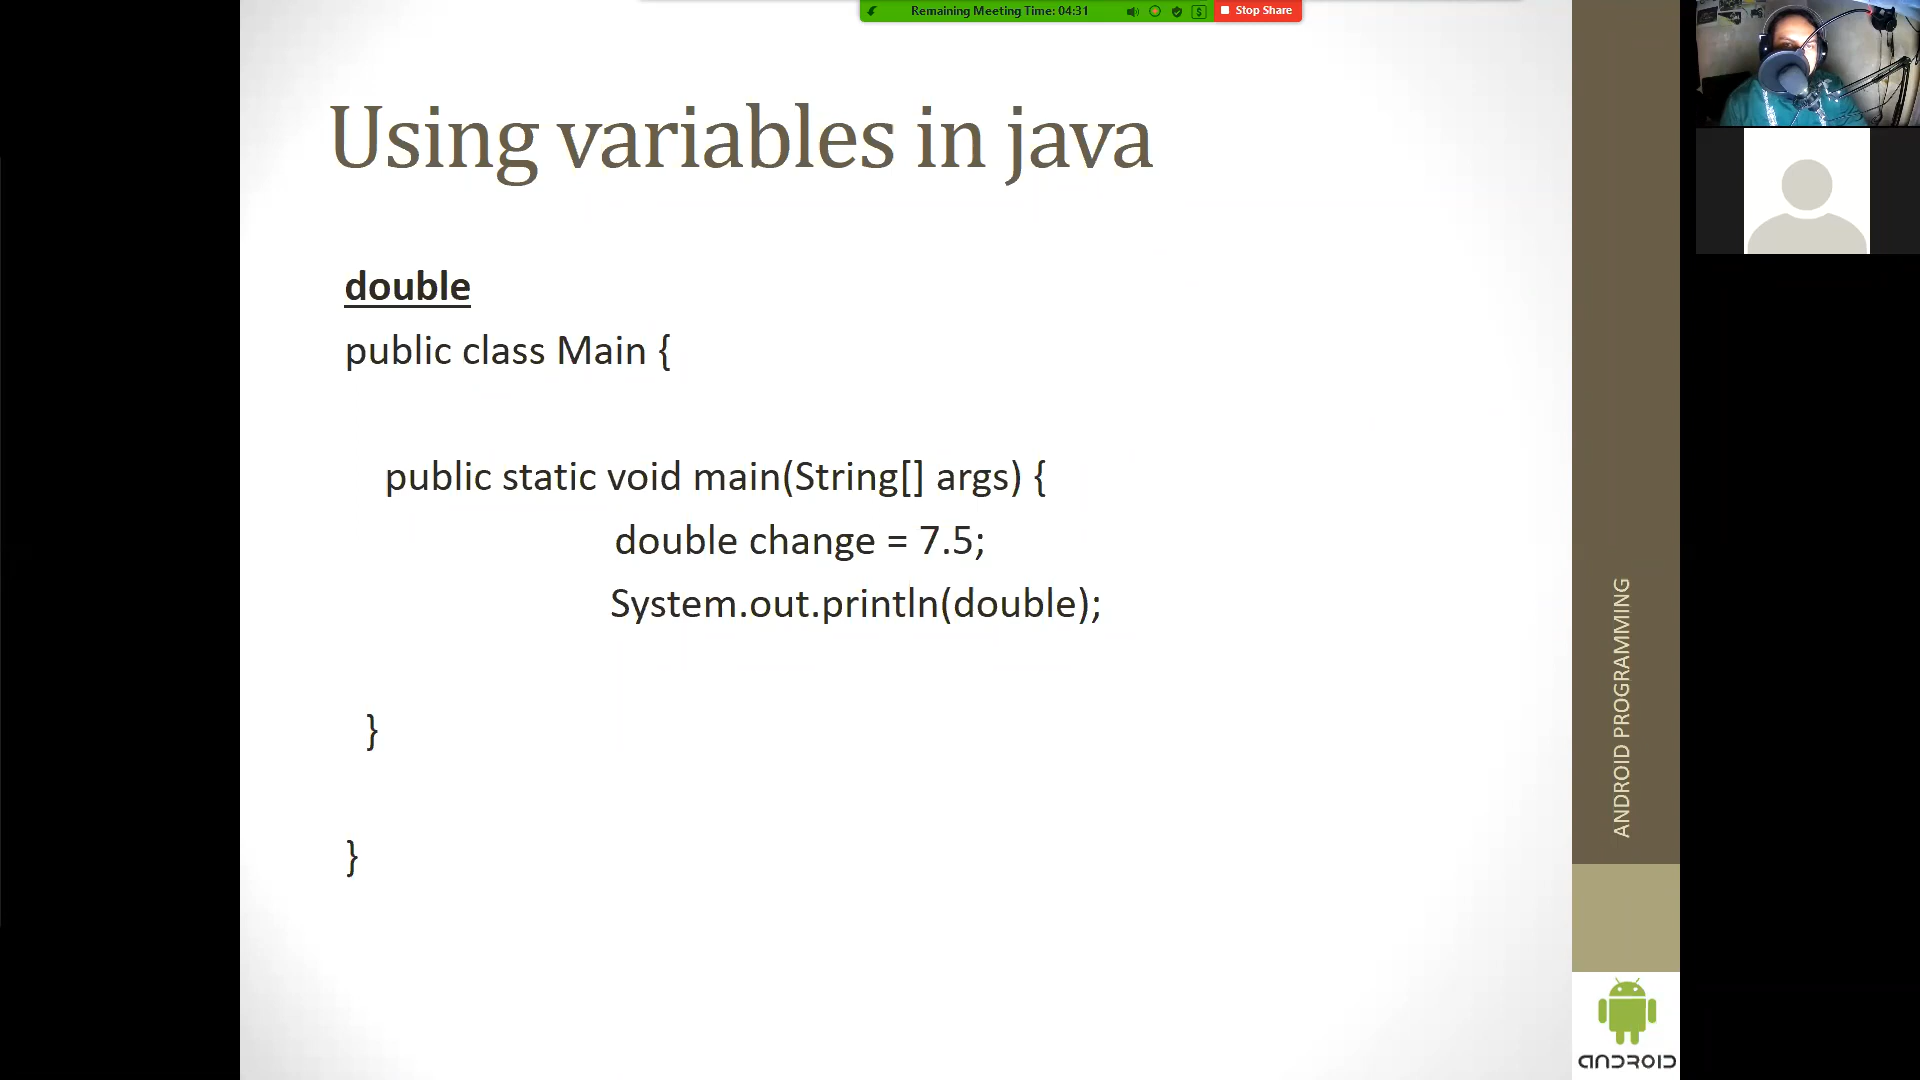 Remaining Meeting Time: 04:31
Stop Share
Using variables in java
double
public class Main {
public static void main(String[] args) {
double change = 7.5;
System.out.println(double);
}
}
ANDROID PROGRAMMING
ANDROID